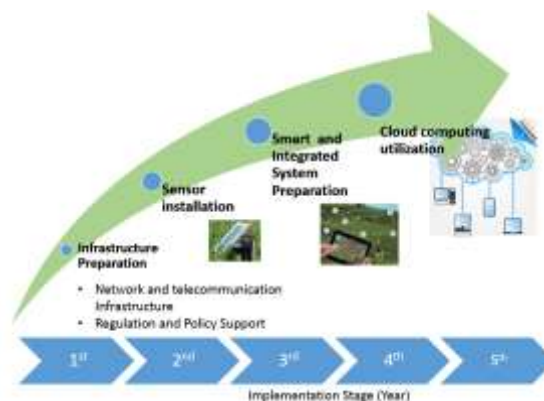 Cloud computing
utilization
Smart and
Integrated
System
Preparation
Sensor
installation
Infrastructure
Preparation
• Network and telecommunication
Infrastructure
• Regulation and Policy Support
1st
2nd
3rd
4th
5th
Implementation Stage (Year)